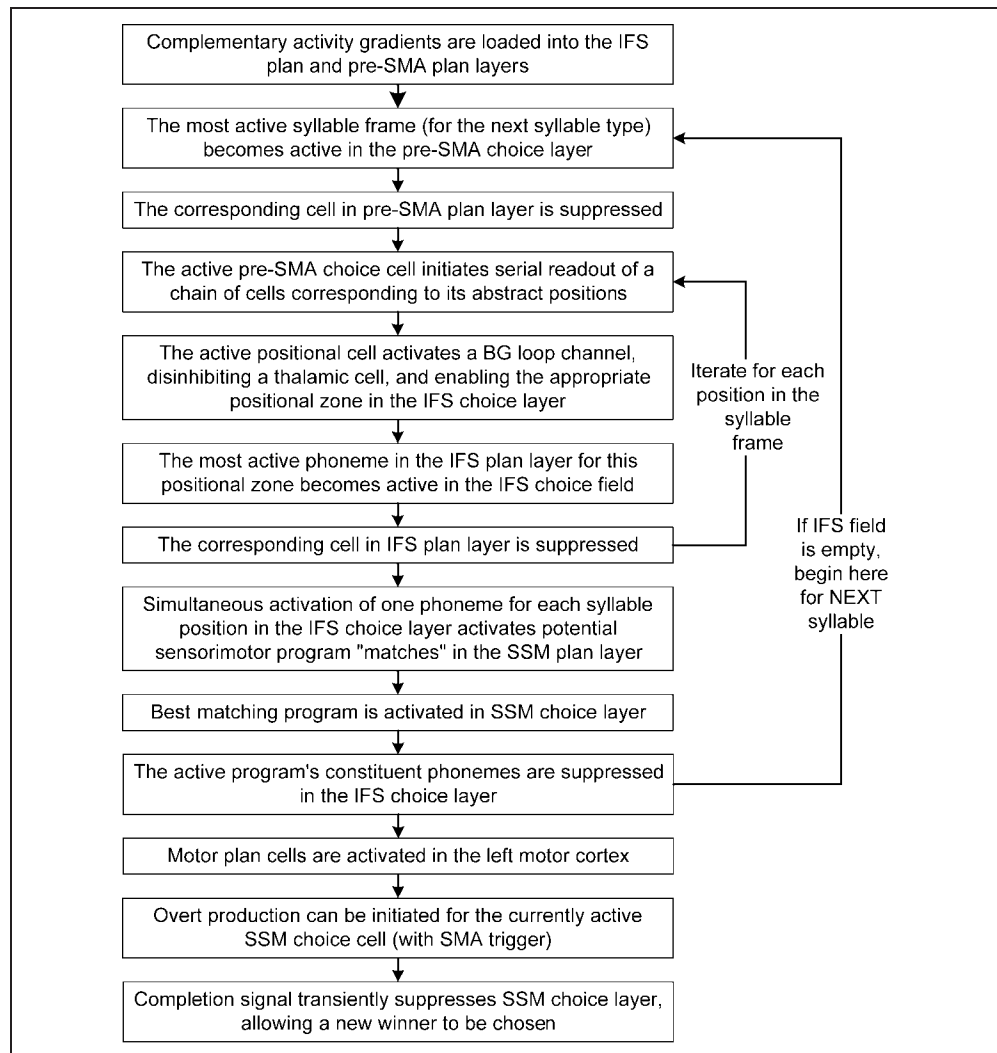 Complementary activity gradients are loaded into the IFS
plan and pre-SMA plan layers
The most active syllable frame (for the next syllable type)
becomes active in the pre-SMA choice layer
The corresponding cell in pre-SMA plan layer is suppressed
The active pre-SMA choice cell initiates serial readout of a
chain of cells corresponding to its abstract positions
The active positional cell activates a BG loop channel,
disinhibiting a thalamic cell, and enabling the appropriate
positional zone in the IFS choice layer
The most active phoneme in the IFS plan layer for this
positional zone becomes active in the IFS choice field
The corresponding cell in IFS plan layer is suppressed
Iterate for each
position in the
syllable
frame
Simultaneous activation of one phoneme for each syllable
position in the IFS choice layer activates potential
sensorimotor program "matches" in the SSM plan layer
Best matching program is activated in SSM choice layer
The active program's constituent phonemes are suppressed
in the IFS choice layer
If IFS field
is empty,
begin here
for NEXT
syllable
Motor plan cells are activated in the left motor cortex
Overt production can be initiated for the currently active
SSM choice cell (with SMA trigger)
Completion signal transiently suppresses SSM choice layer,
allowing a new winner to be chosen